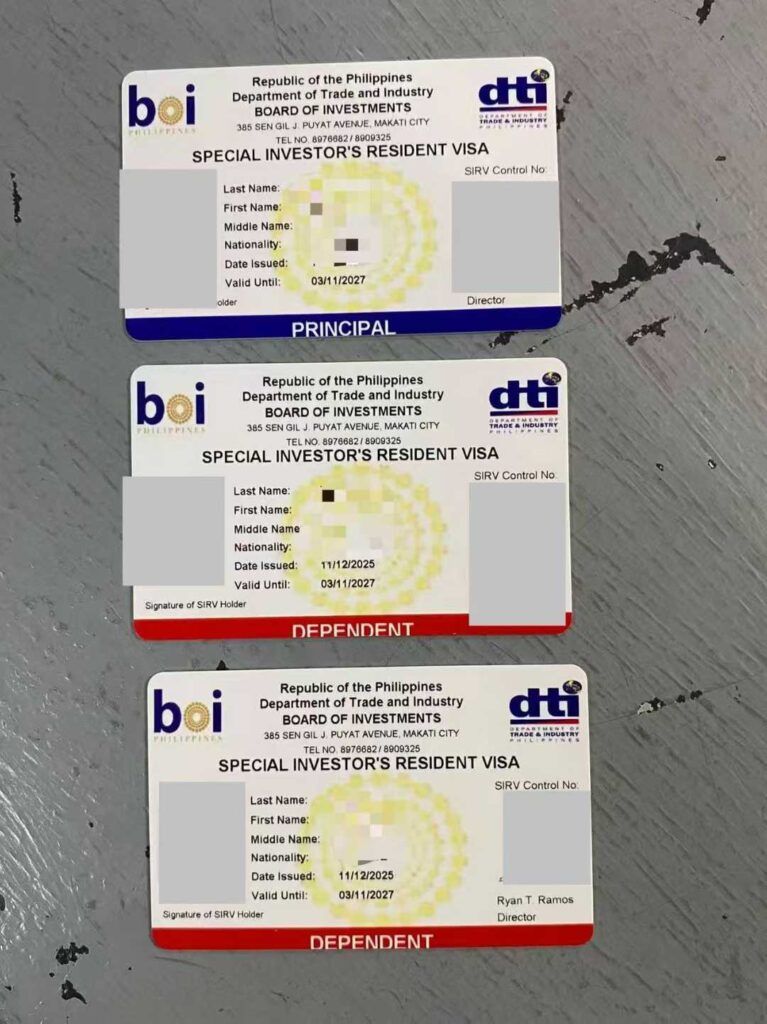 boi
PHILIPPINES
Republic of the Philippines
Department of Trade and Industry
BOARD OF INVESTMENTS
385 SEN GIL J. PUYAT AVENUE, MAKATI CITY
TEL NO. 8976682 / 8909325
dti
DEPARTMENT OF
TRADE & INDUSTRY
PHILIPPINES
SPECIAL INVESTOR'S RESIDENT VISA
SIRV Control No:
Last Name:
First Name:
Middle Name:
Nationality:
Date Issued:
Valid Until: 03/11/2027
older
Director
PRINCIPAL
boi
PHILIPPINES
Republic of the Philippines
Department of Trade and Industry
BOARD OF INVESTMENTS
385 SEN GIL J. PUYAT AVENUE, MAKATI CITY
TEL NO. 8976682 / 8909325
dti
DEPARTMENT OF
TRADE & INDUSTRY
PHILIPPINES
SPECIAL INVESTOR'S RESIDENT VISA
SIRV Control No
Last Name:
First Name:
Middle Name
Nationality:
Date Issued: 11/12/2025
Valid Until: 03/11/2027
Signature of SIRV Holder
DEPENDENT
boi
PHILIPPINES
Republic of the Philippines
Department of Trade and Industry
BOARD OF INVESTMENTS
385 SEN GIL J. PUYAT AVENUE, MAKATI CITY
TEL NO. 8976682 / 8909325
dti
DEPARTMENT OF
TRADE & INDUSTRY
PHILIPPINES
SPECIAL INVESTOR'S RESIDENT VISA
SIRV Control No:
Last Name:
First Name:
Middle Name:
Nationality:
Date Issued: 11/12/2025
Valid Until: 03/11/2027
Signature of SIRV Holder
Ryan T. Ramos
Director
DEPENDENT